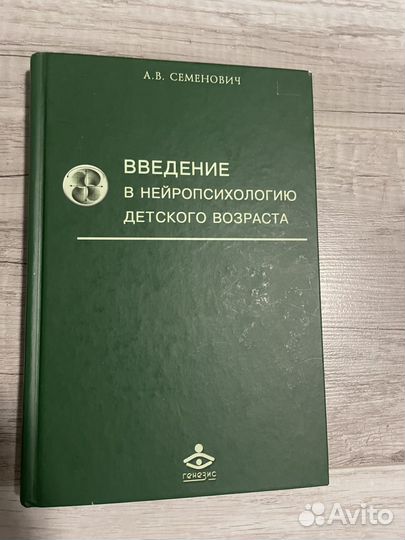 А.В. СЕМЕНОВИЧ
ВВЕДЕНИЕ
В НЕЙРОПСИХОЛОГИЮ
ДЕТСКОГО ВОЗРАСТА
генезис
Avito